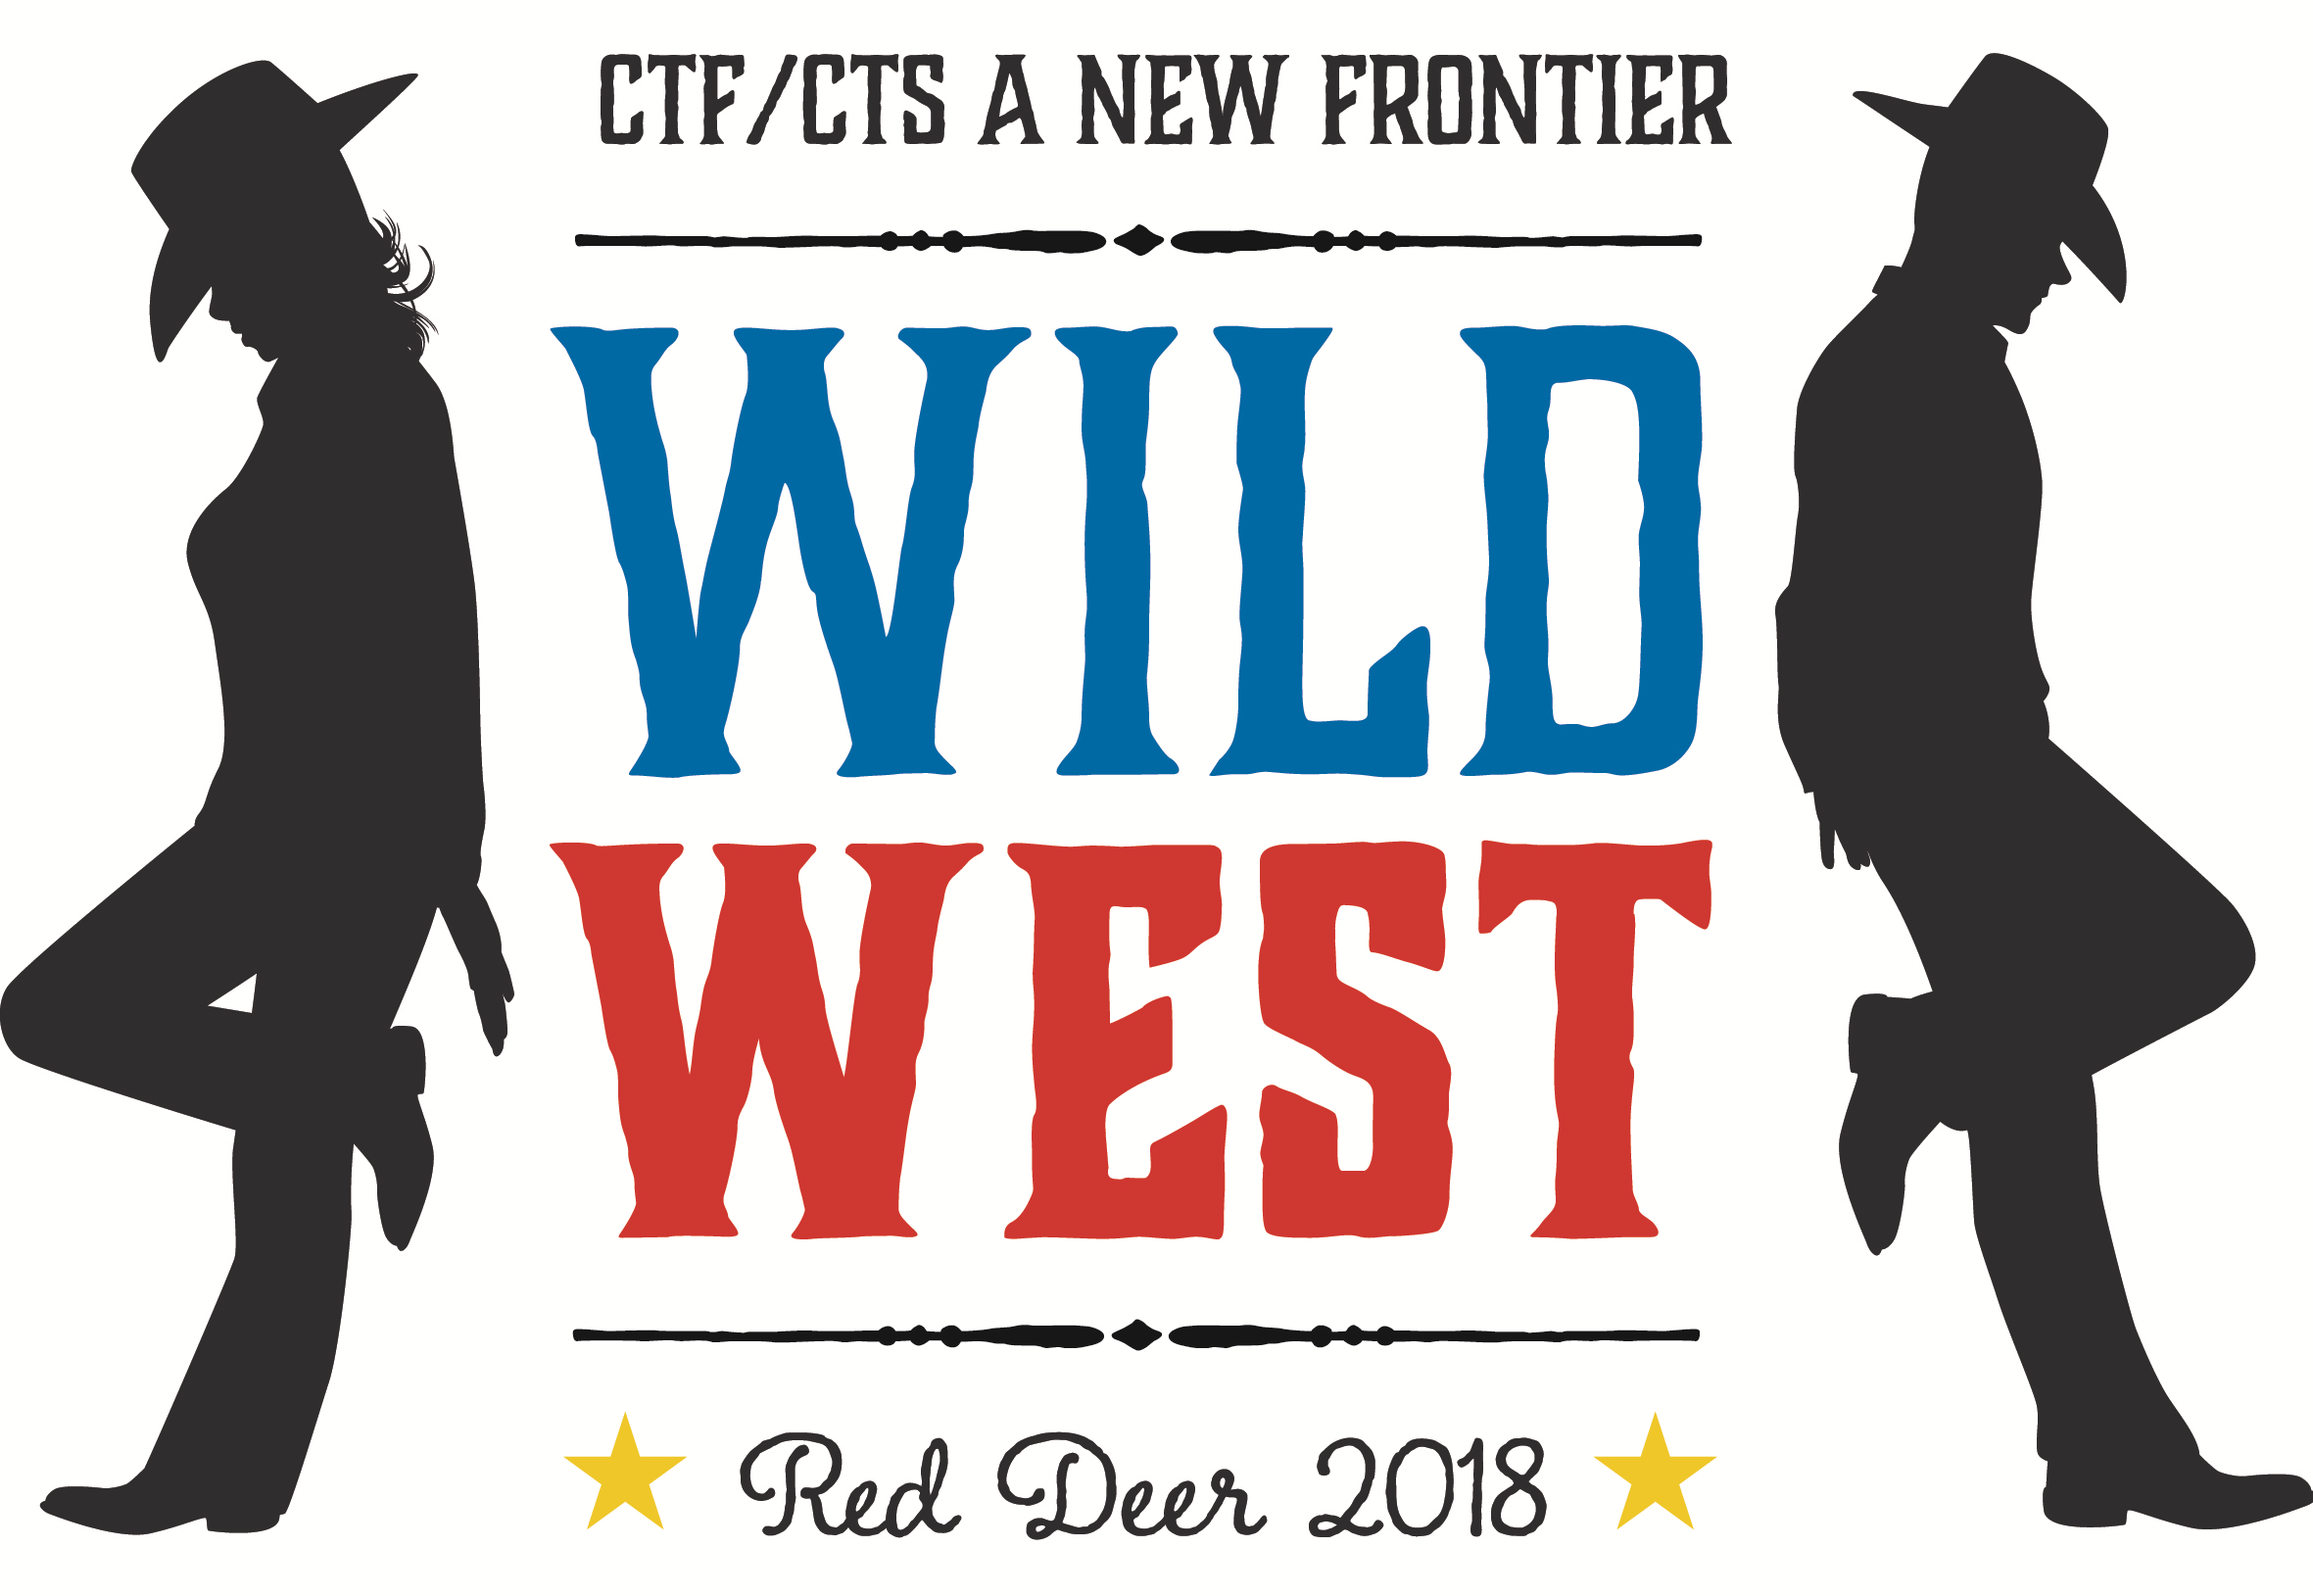 CTF/CTS A NEW FRONTIER
WILD
WEST
Red Deer 2018